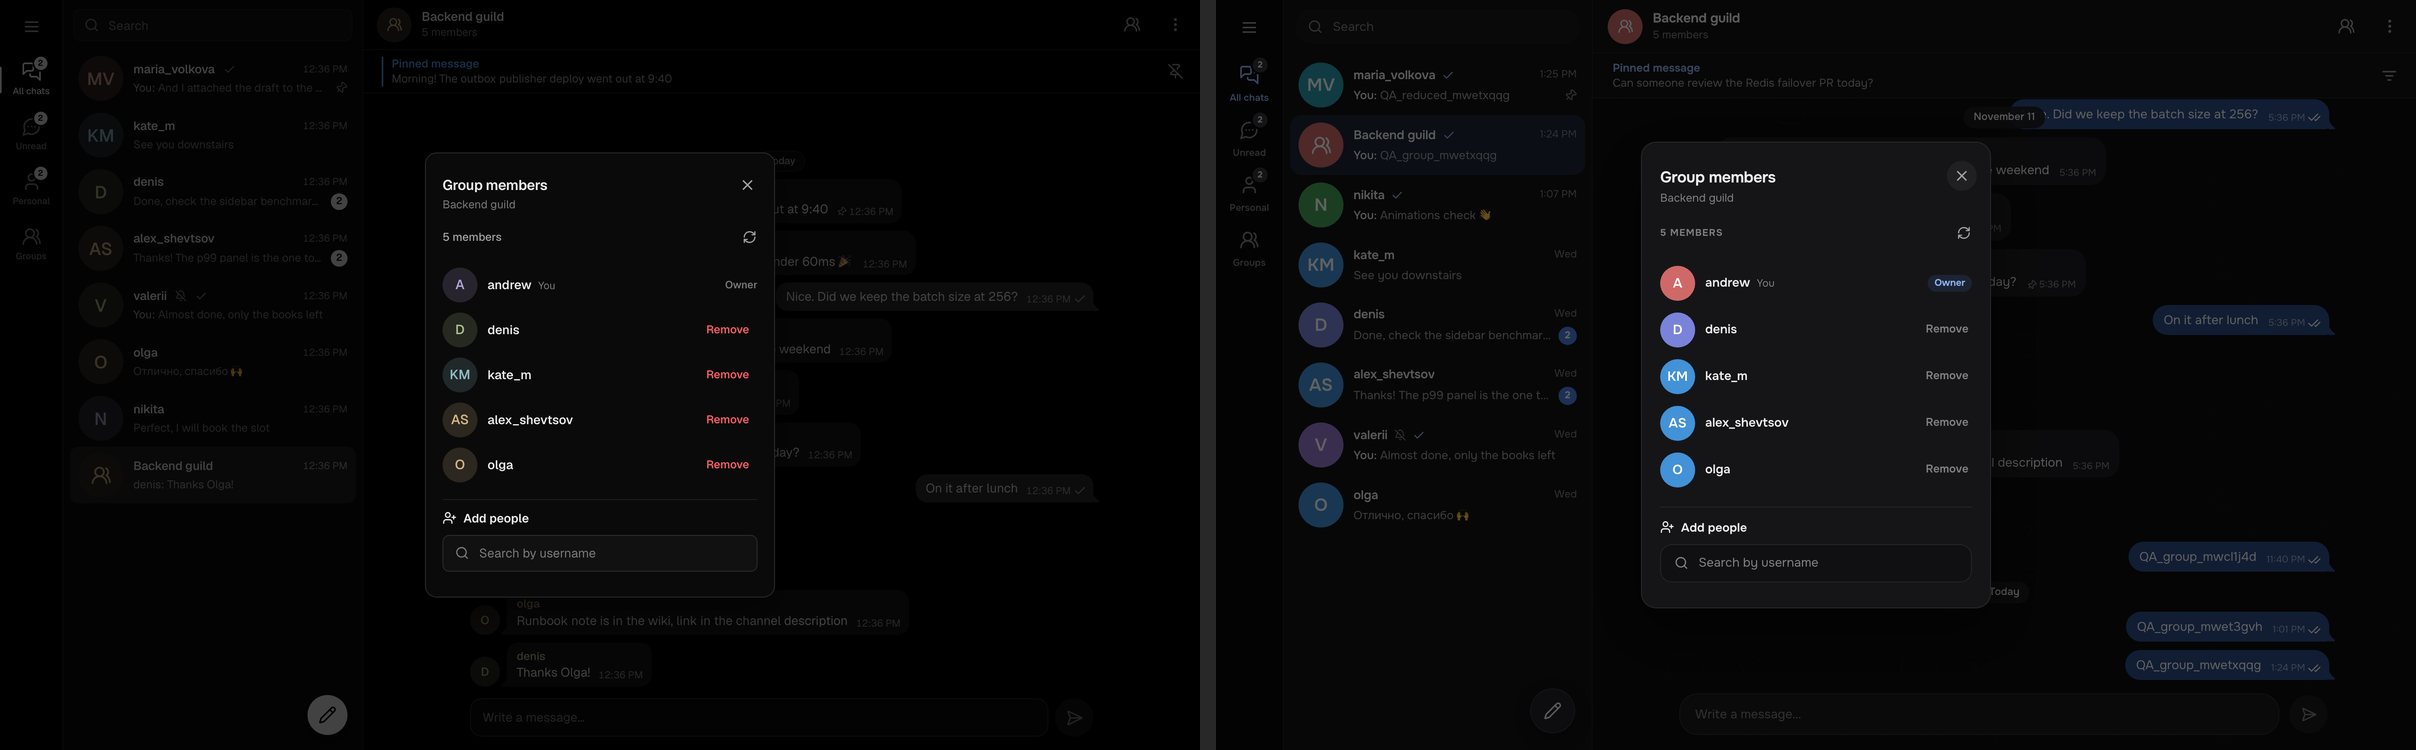 Search
2
All chats
2
Unread
2
Personal
Groups
MV
maria_volkova
12:36 PM
You: And I attached the draft to the ...
KM
kate_m
12:36 PM
See you downstairs
D
denis
12:36 PM
Done, check the sidebar benchmar...
2
AS
alex_shevtsov
12:36 PM
Thanks! The p99 panel is the one to...
2
V
valerii
12:36 PM
You: Almost done, only the books left
O
olga
12:36 PM
Отлично, спасибо 🙌
N
nikita
12:36 PM
Perfect, I will book the slot
Backend guild
12:36 PM
denis: Thanks Olga!
Backend guild
5 members
Pinned message
Morning! The outbox publisher deploy went out at 9:40
oday
ut at 9:40 12:36 PM
nder 60ms 🎉 12:36 PM
Nice. Did we keep the batch size at 256? 12:36 PM
weekend 12:36 PM
PM
day? 12:36 PM
On it after lunch 12:36 PM
olga
O
Runbook note is in the wiki, link in the channel description 12:36 PM
denis
D
Thanks Olga! 12:36 PM
Write a message...
Group members
Backend guild
5 members
A
andrew You
Owner
D
denis
Remove
KM
kate_m
Remove
AS
alex_shevtsov
Remove
O
olga
Remove
Add people
Search by username
Search
2
All chats
2
Unread
2
Personal
Groups
MV
maria_volkova
1:25 PM
You: QA_reduced_mwetxqqg
Backend guild
1:24 PM
You: QA_group_mwetxqqg
N
nikita
1:07 PM
You: Animations check 👋
KM
kate_m
Wed
See you downstairs
D
denis
Wed
Done, check the sidebar benchmar...
2
AS
alex_shevtsov
Wed
Thanks! The p99 panel is the one t...
2
V
valerii
Wed
You: Almost done, only the books left
O
olga
Wed
Отлично, спасибо 🙌
Backend guild
5 members
Pinned message
Can someone review the Redis failover PR today?
November 11
. Did we keep the batch size at 256? 5:36 PM
weekend 5:36 PM
PM
day? 5:36 PM
On it after lunch 5:36 PM
l description 5:36 PM
QA_group_mwcl1j4d 11:40 PM
Today
QA_group_mwet3gvh 1:01 PM
QA_group_mwetxqqg 1:24 PM
Write a message...
Group members
Backend guild
5 MEMBERS
A
andrew You
Owner
D
denis
Remove
KM
kate_m
Remove
AS
alex_shevtsov
Remove
O
olga
Remove
Add people
Search by username